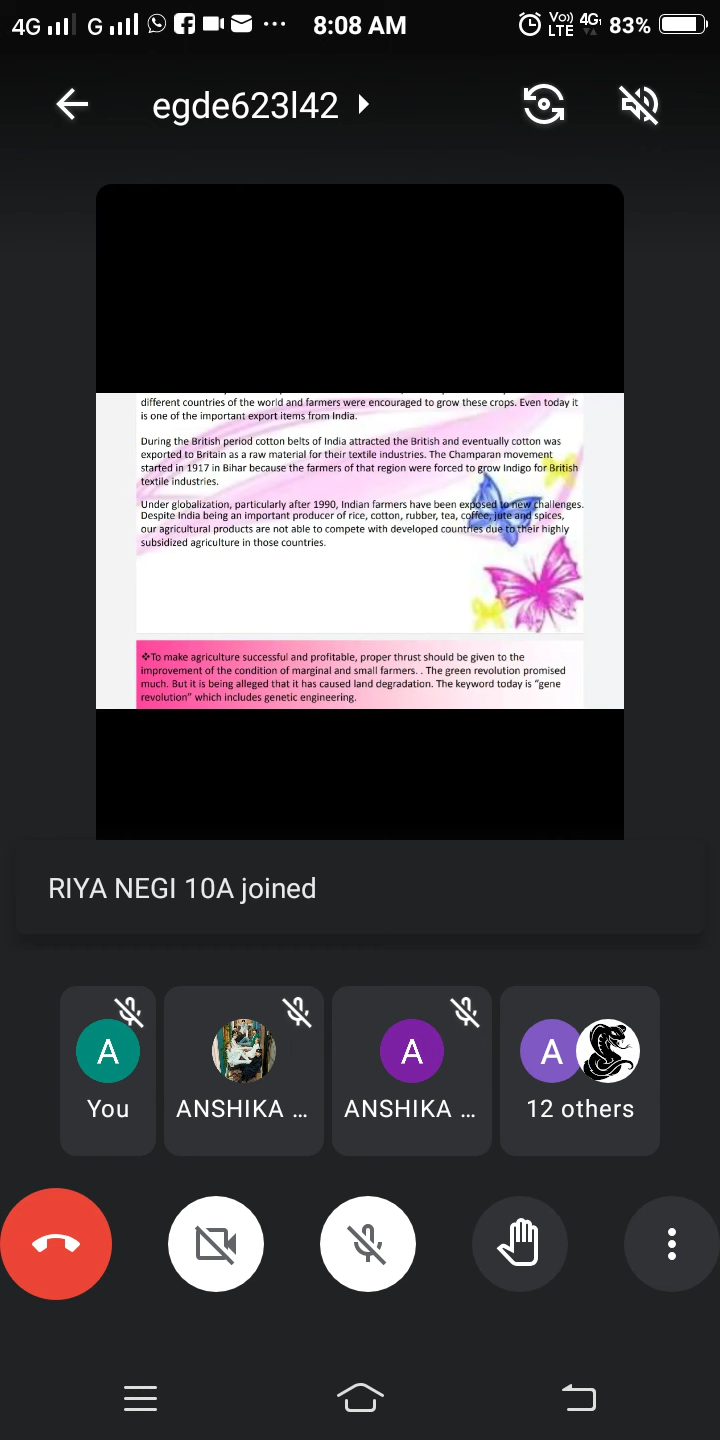 4G G 8:08 AM Vo)) LTE 4G 83%
egde623l42
different countries of the world and farmers were encouraged to grow these crops. Even today it
is one of the important export items from India.
During the British period cotton belts of India attracted the British and eventually cotton was
exported to Britain as a raw material for their textile industries. The Champaran movement
started in 1917 in Bihar because the farmers of that region were forced to grow Indigo for British
textile industries.
Under globalization, particularly after 1990, Indian farmers have been exposed to new challenges.
Despite India being an important producer of rice, cotton, rubber, tea, coffee, jute and spices,
our agricultural products are not able to compete with developed countries due to their highly
subsidized agriculture in those countries.
❖To make agriculture successful and profitable, proper thrust should be given to the
improvement of the condition of marginal and small farmers. . The green revolution promised
much. But it is being alleged that it has caused land degradation. The keyword today is “gene
revolution” which includes genetic engineering.
RIYA NEGI 10A joined
A A A
You ANSHIKA ... ANSHIKA ... 12 others